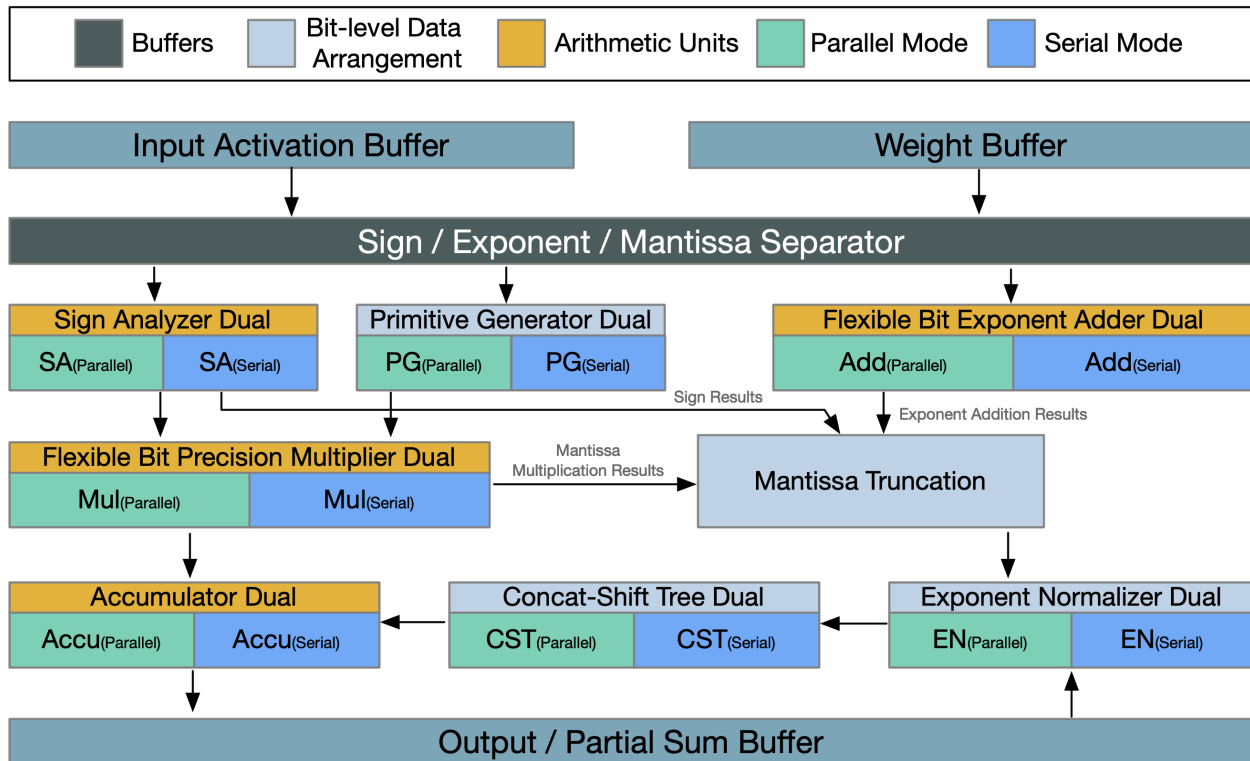 Buffers
Bit-level Data
Arrangement
Arithmetic Units
Parallel Mode
Serial Mode
Input Activation Buffer
Weight Buffer
Sign / Exponent / Mantissa Separator
Sign Analyzer Dual
SA(Parallel)
SA(Serial)
Primitive Generator Dual
PG(Parallel)
PG(Serial)
Flexible Bit Exponent Adder Dual
Add(Parallel)
Add(Serial)
Sign Results
Exponent Addition Results
Flexible Bit Precision Multiplier Dual
Mul(Parallel)
Mul(Serial)
Mantissa
Multiplication Results
Mantissa Truncation
Accumulator Dual
Accu(Parallel)
Accu(Serial)
Concat-Shift Tree Dual
CST(Parallel)
CST(Serial)
Exponent Normalizer Dual
EN(Parallel)
EN(Serial)
Output / Partial Sum Buffer